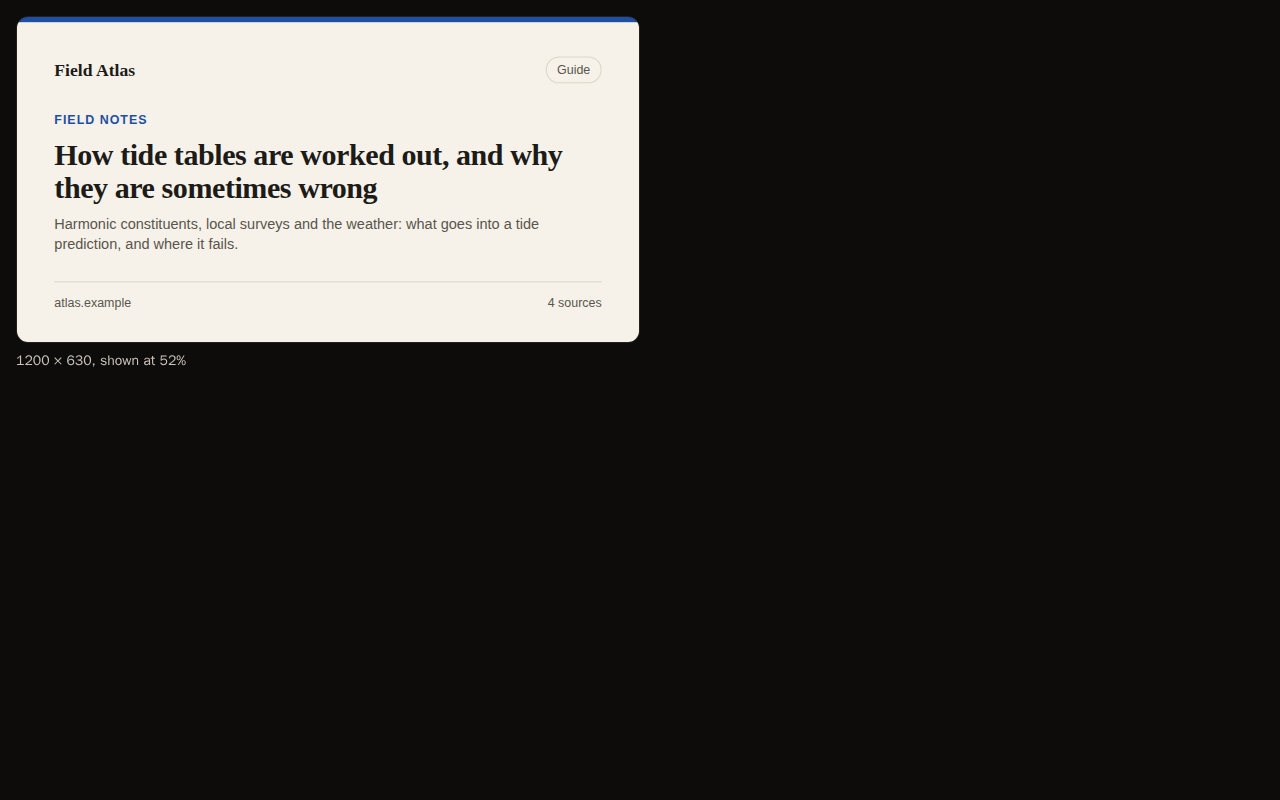 Field Atlas
Guide
FIELD NOTES
How tide tables are worked out, and why
they are sometimes wrong
Harmonic constituents, local surveys and the weather: what goes into a tide
prediction, and where it fails.
atlas.example
4 sources
1200 × 630, shown at 52%